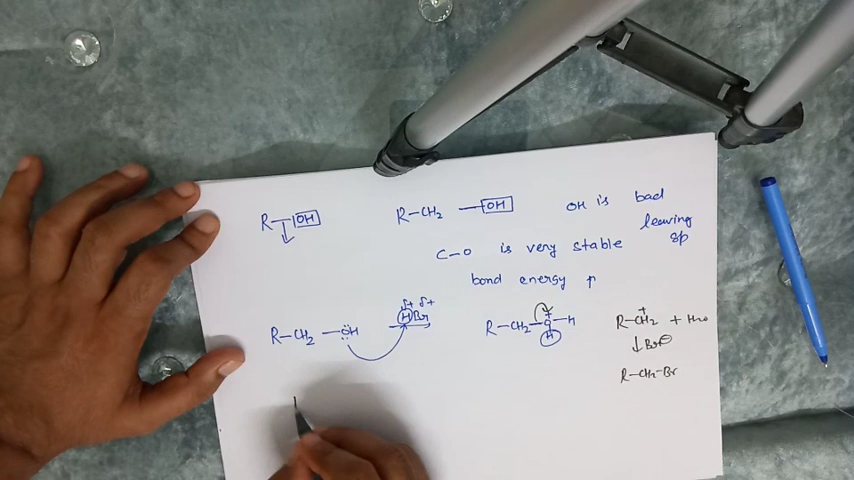 R-OH R-CH2-OH OH is bad
leaving
C-O is very stable gp
bond energy ↑
R-CH2-ÖH δ+ δ+
H Br R-CH2-O+-H
H R-CH2+ + H2O
↓Br⊖
R-CH2-Br